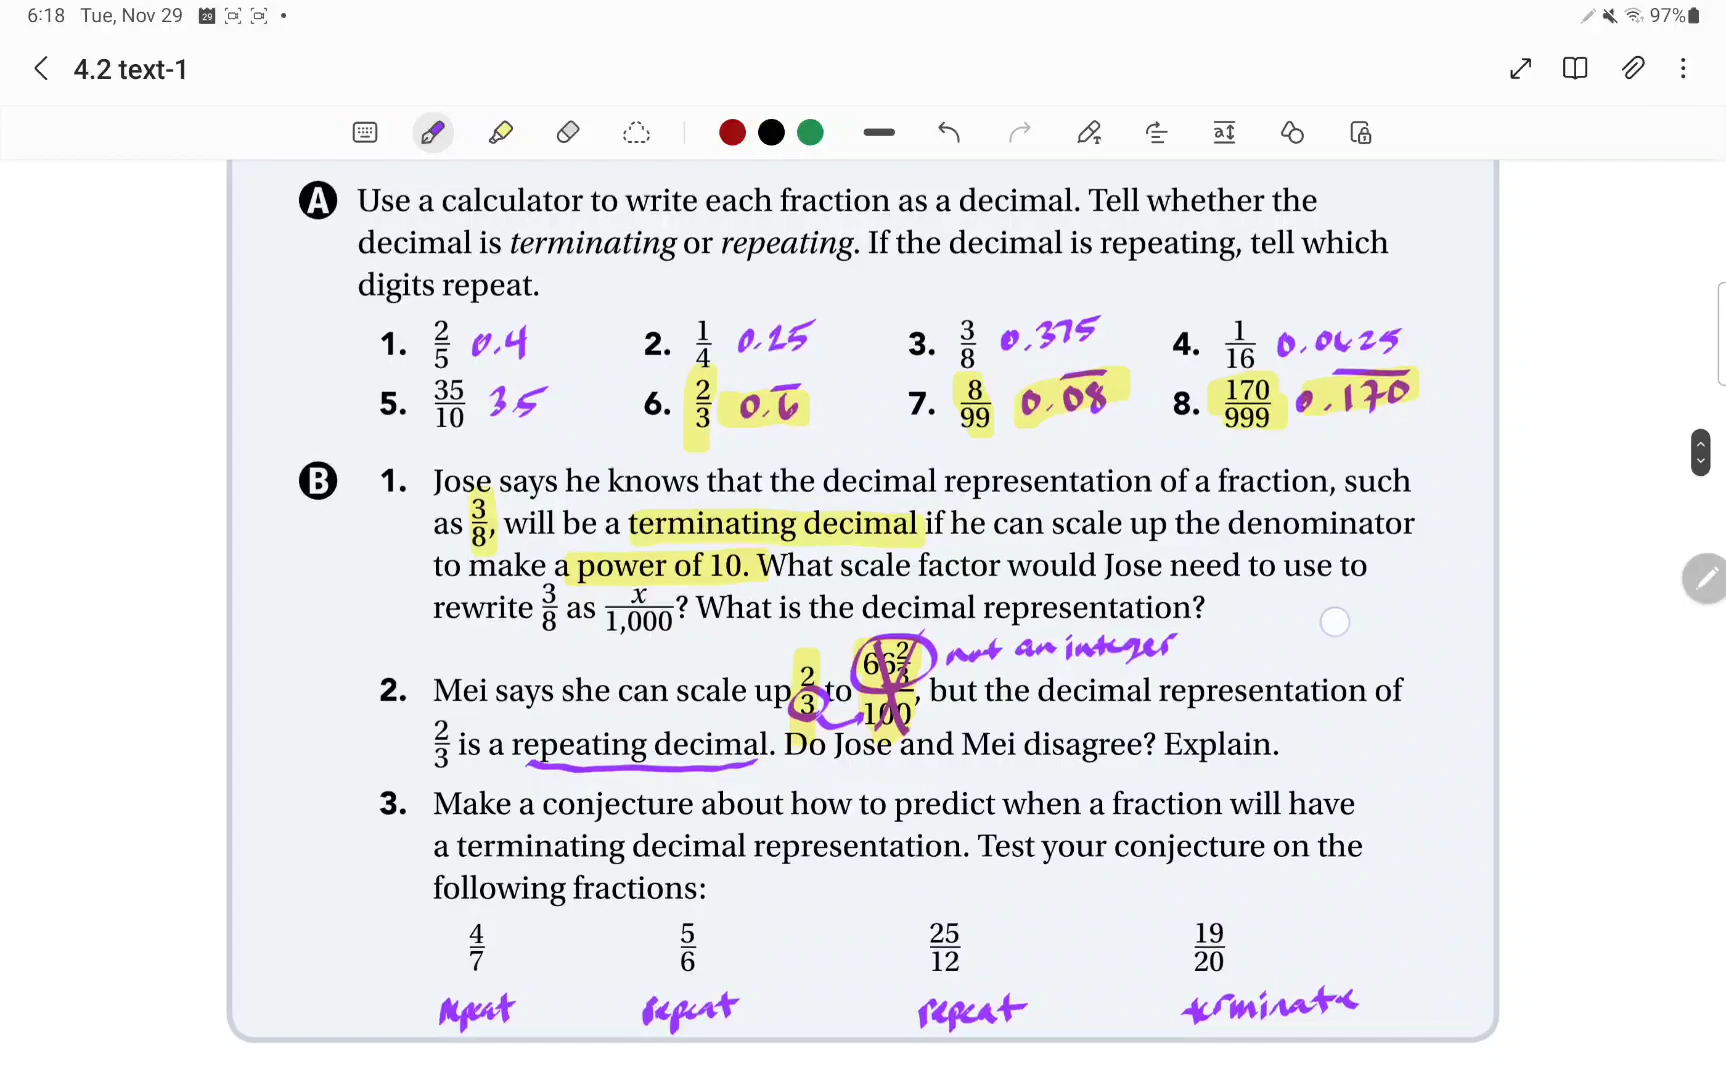 6:18 Tue, Nov 29 29 97%
4.2 text-1
A Use a calculator to write each fraction as a decimal. Tell whether the
decimal is terminating or repeating. If the decimal is repeating, tell which
digits repeat.
1. 2/5 0.4 2. 1/4 0.25 3. 3/8 0.375 4. 1/16 0.0625
5. 35/10 35 6. 2/3 0.6̅ 7. 8/99 0.0̅8̅ 8. 170/999 0.1̅7̅0̅
B 1. Jose says he knows that the decimal representation of a fraction, such
as 3/8, will be a terminating decimal if he can scale up the denominator
to make a power of 10. What scale factor would Jose need to use to
rewrite 3/8 as x/1,000? What is the decimal representation?
not an integer
2. Mei says she can scale up 2/3 to 66 2/3/100, but the decimal representation of
2/3 is a repeating decimal. Do Jose and Mei disagree? Explain.
3. Make a conjecture about how to predict when a fraction will have
a terminating decimal representation. Test your conjecture on the
following fractions:
4/7 5/6 25/12 19/20
repeat repeat repeat terminate